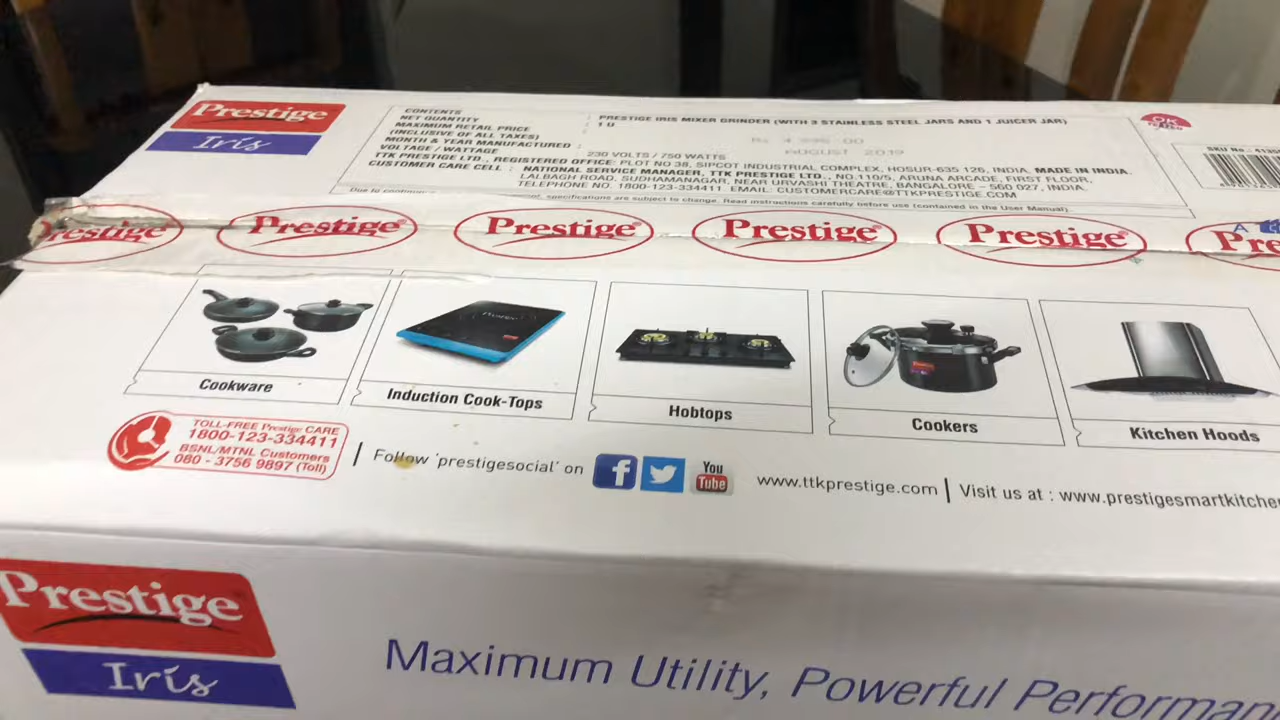 Prestige
Iris
CONTENTS : PRESTIGE IRIS MIXER GRINDER (WITH 3 STAINLESS STEEL JARS AND 1 JUICER JAR)
NET QUANTITY : 1 U
MAXIMUM RETAIL PRICE
(INCLUSIVE OF ALL TAXES)
MONTH & YEAR MANUFACTURED : AUGUST 2019
VOLTAGE / WATTAGE 230 VOLTS / 750 WATTS
TTK PRESTIGE LTD., REGISTERED OFFICE: PLOT NO 38, SIPCOT INDUSTRIAL COMPLEX, HOSUR-635 126, INDIA. MADE IN INDIA.
CUSTOMER CARE CELL : NATIONAL SERVICE MANAGER, TTK PRESTIGE LTD., NO.110/5, ARUNA ARCADE, FIRST FLOOR,
LALBAGH ROAD, SUDHAMANAGAR, NEAR URVASHI THEATRE, BANGALORE - 560 027, INDIA.
TELEPHONE NO. 1800-123-334411 EMAIL CUSTOMERCARE@TTKPRESTIGE.COM
Due to specifications are subject to change. Read instructions carefully before use (contained in the User Manual)
OK
SKU No.:
Prestige Prestige Prestige Prestige Prestige Pre
Cookware
Induction Cook-Tops
Hobtops
Cookers
Kitchen Hoods
TOLL-FREE Prestige CARE
1800-123-334411
BSNL/MTNL Customers
080 - 3756 9897 (Toll)
Follow 'prestigesocial' on f You Tube www.ttkprestige.com | Visit us at : www.prestigesmartkitche
Prestige
Iris
Maximum Utility, Powerful Performan